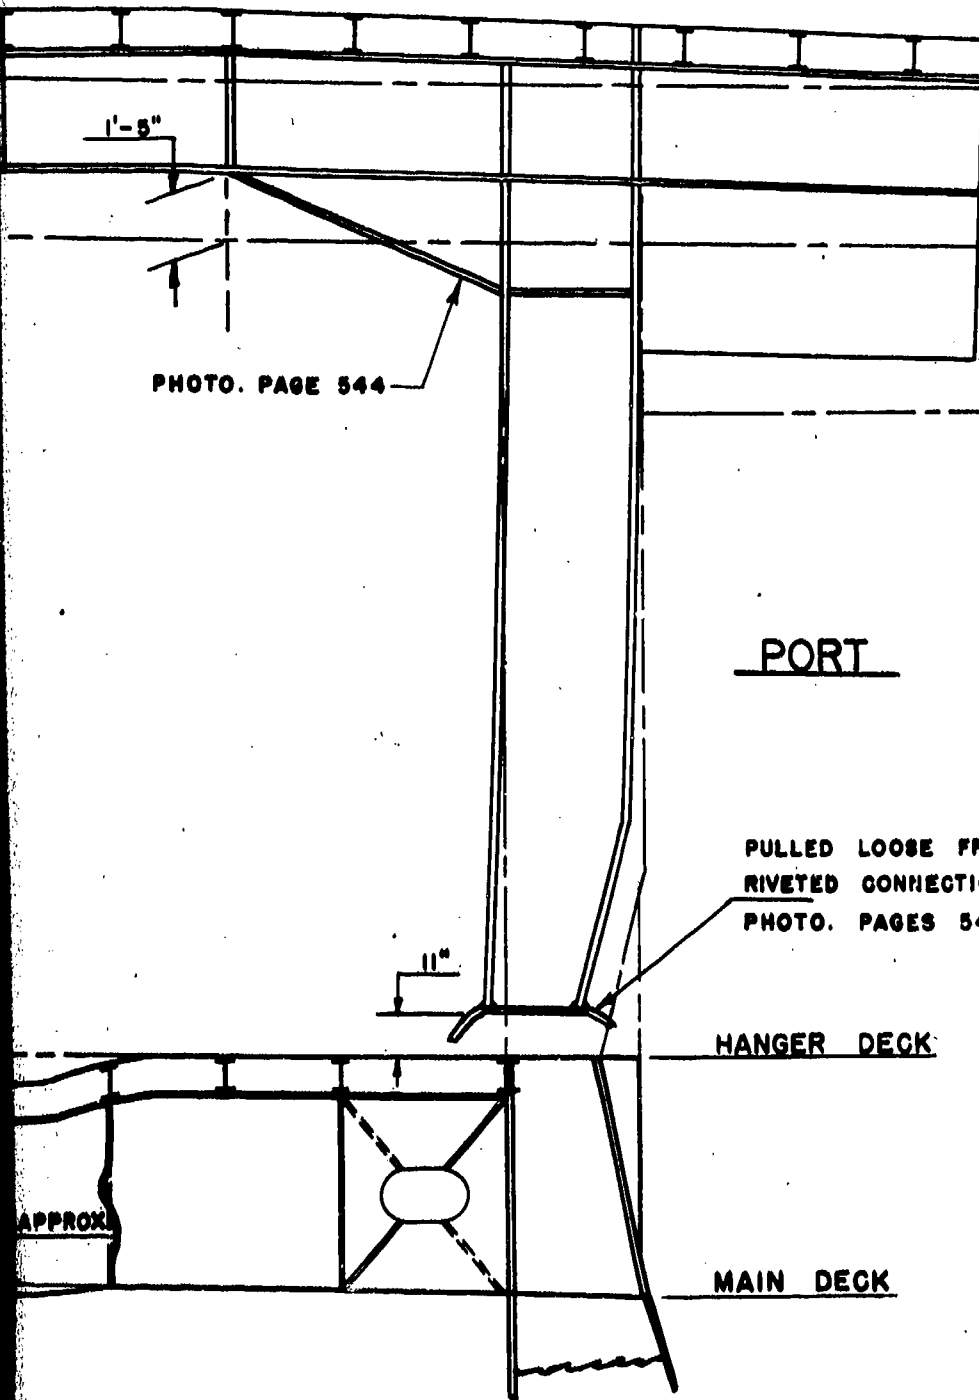 1'-5"
PHOTO. PAGE 544
PORT
PULLED LOOSE
RIVETED
PHOTO. PAGES
11"
HANGER DECK
APPROX
MAIN DECK